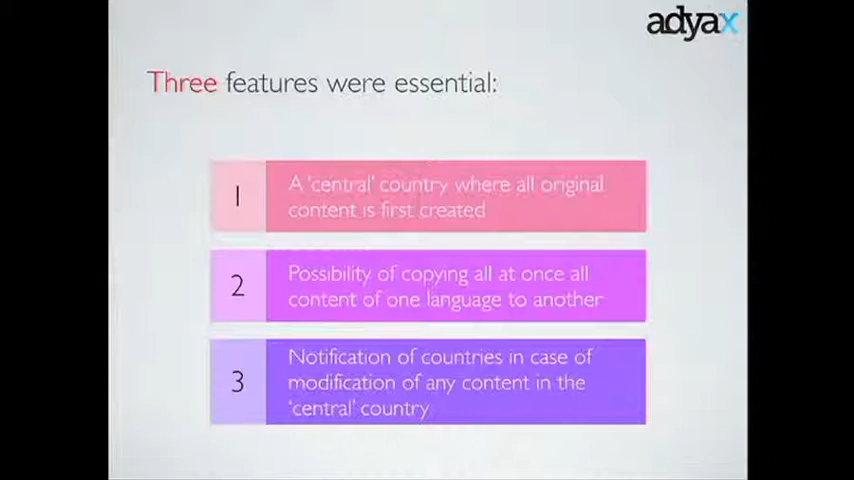 adyax
Three features were essential:
1
A 'central' country where all original
content is first created
2
Possibility of copying all at once all
content of one language to another
3
Notification of countries in case of
modification of any content in the
'central' country